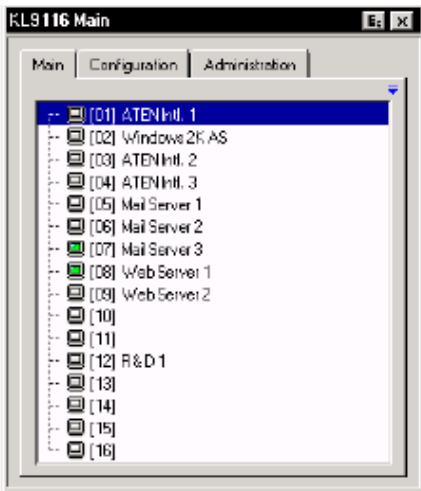 KL9116 Main
Main Configuration Administration
[01] ATEN Intl. 1
[02] Windows 2K AS
[03] ATEN Intl. 2
[04] ATEN Intl. 3
[05] Mail Server 1
[06] Mail Server 2
[07] Mail Server 3
[08] Web Server 1
[09] Web Server 2
[10]
[11]
[12] R&D 1
[13]
[14]
[15]
[16]